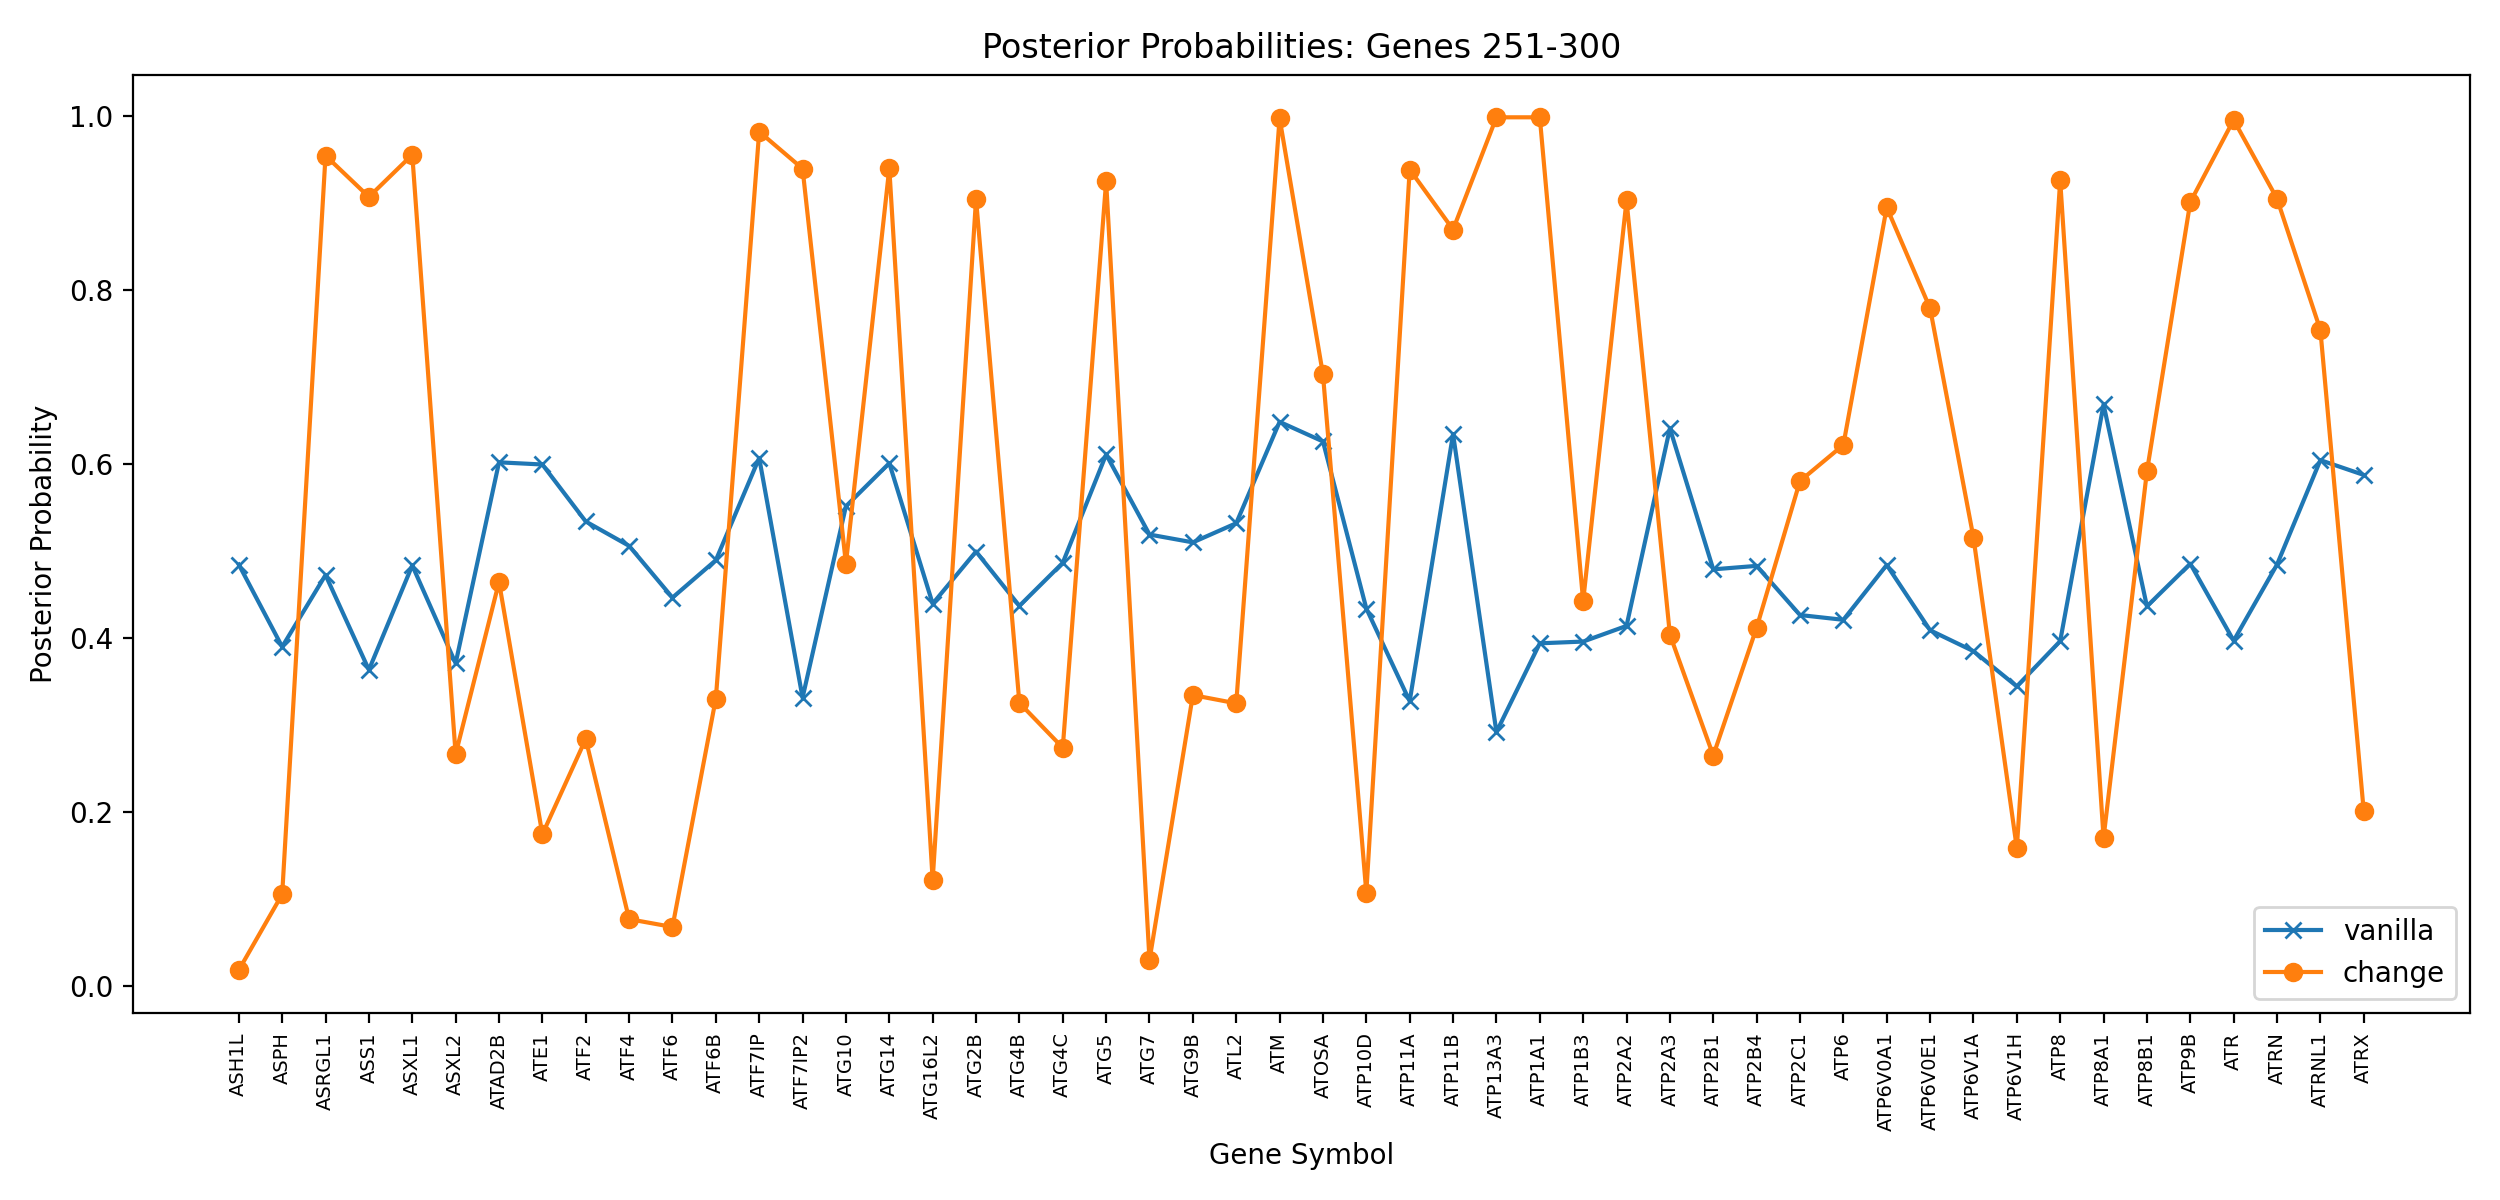 Posterior Probabilities: Genes 251-300
Posterior Probability
1.0
0.8
0.6
0.4
0.2
0.0
ASH1L
ASPH
ASRGL1
ASS1
ASXL1
ASXL2
ATAD2B
ATE1
ATF2
ATF4
ATF6
ATF6B
ATF7IP
ATF7IP2
ATG10
ATG14
ATG16L2
ATG2B
ATG4B
ATG4C
ATG5
ATG7
ATG9B
ATL2
ATM
ATOSA
ATP10D
ATP11A
ATP11B
ATP13A3
ATP1A1
ATP1B3
ATP2A2
ATP2A3
ATP2B1
ATP2B4
ATP2C1
ATP6
ATP6V0A1
ATP6V0E1
ATP6V1A
ATP6V1H
ATP8
ATP8A1
ATP8B1
ATP9B
ATR
ATRN
ATRNL1
ATRX
Gene Symbol
vanilla
change